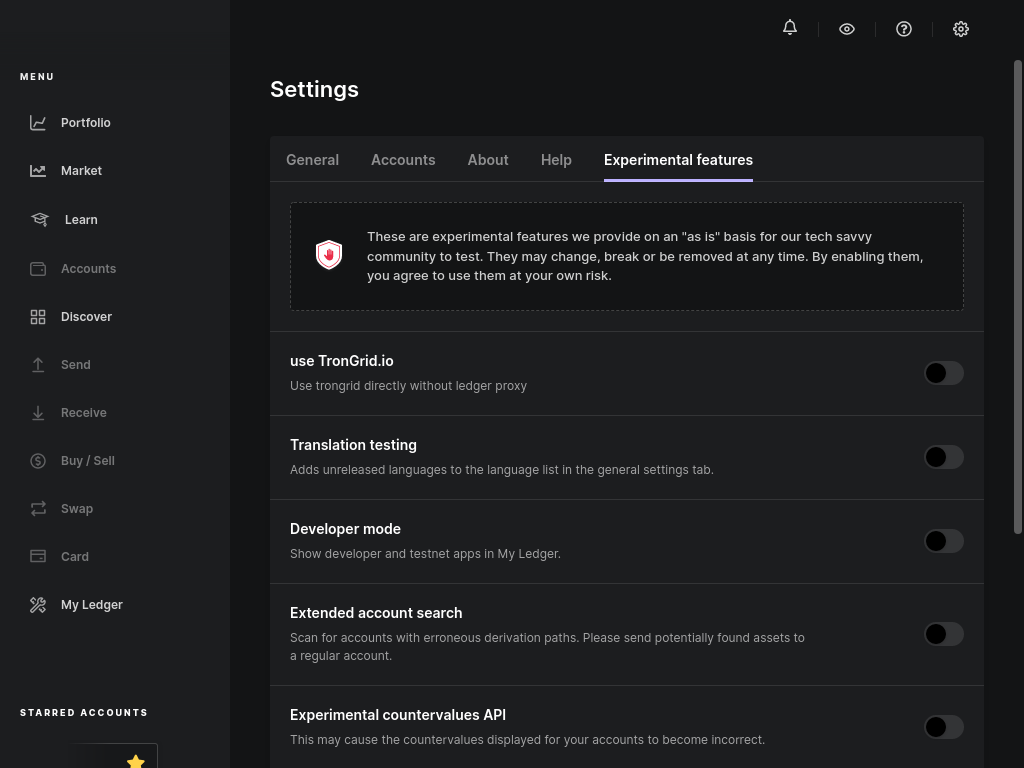 MENU
Portfolio
Market
Learn
Accounts
Discover
Send
Receive
Buy / Sell
Swap
Card
My Ledger
STARRED ACCOUNTS
Settings
General
Accounts
About
Help
Experimental features
These are experimental features we provide on an "as is" basis for our tech savvy
community to test. They may change, break or be removed at any time. By enabling them,
you agree to use them at your own risk.
use TronGrid.io
Use trongrid directly without ledger proxy
Translation testing
Adds unreleased languages to the language list in the general settings tab.
Developer mode
Show developer and testnet apps in My Ledger.
Extended account search
Scan for accounts with erroneous derivation paths. Please send potentially found assets to
a regular account.
Experimental countervalues API
This may cause the countervalues displayed for your accounts to become incorrect.